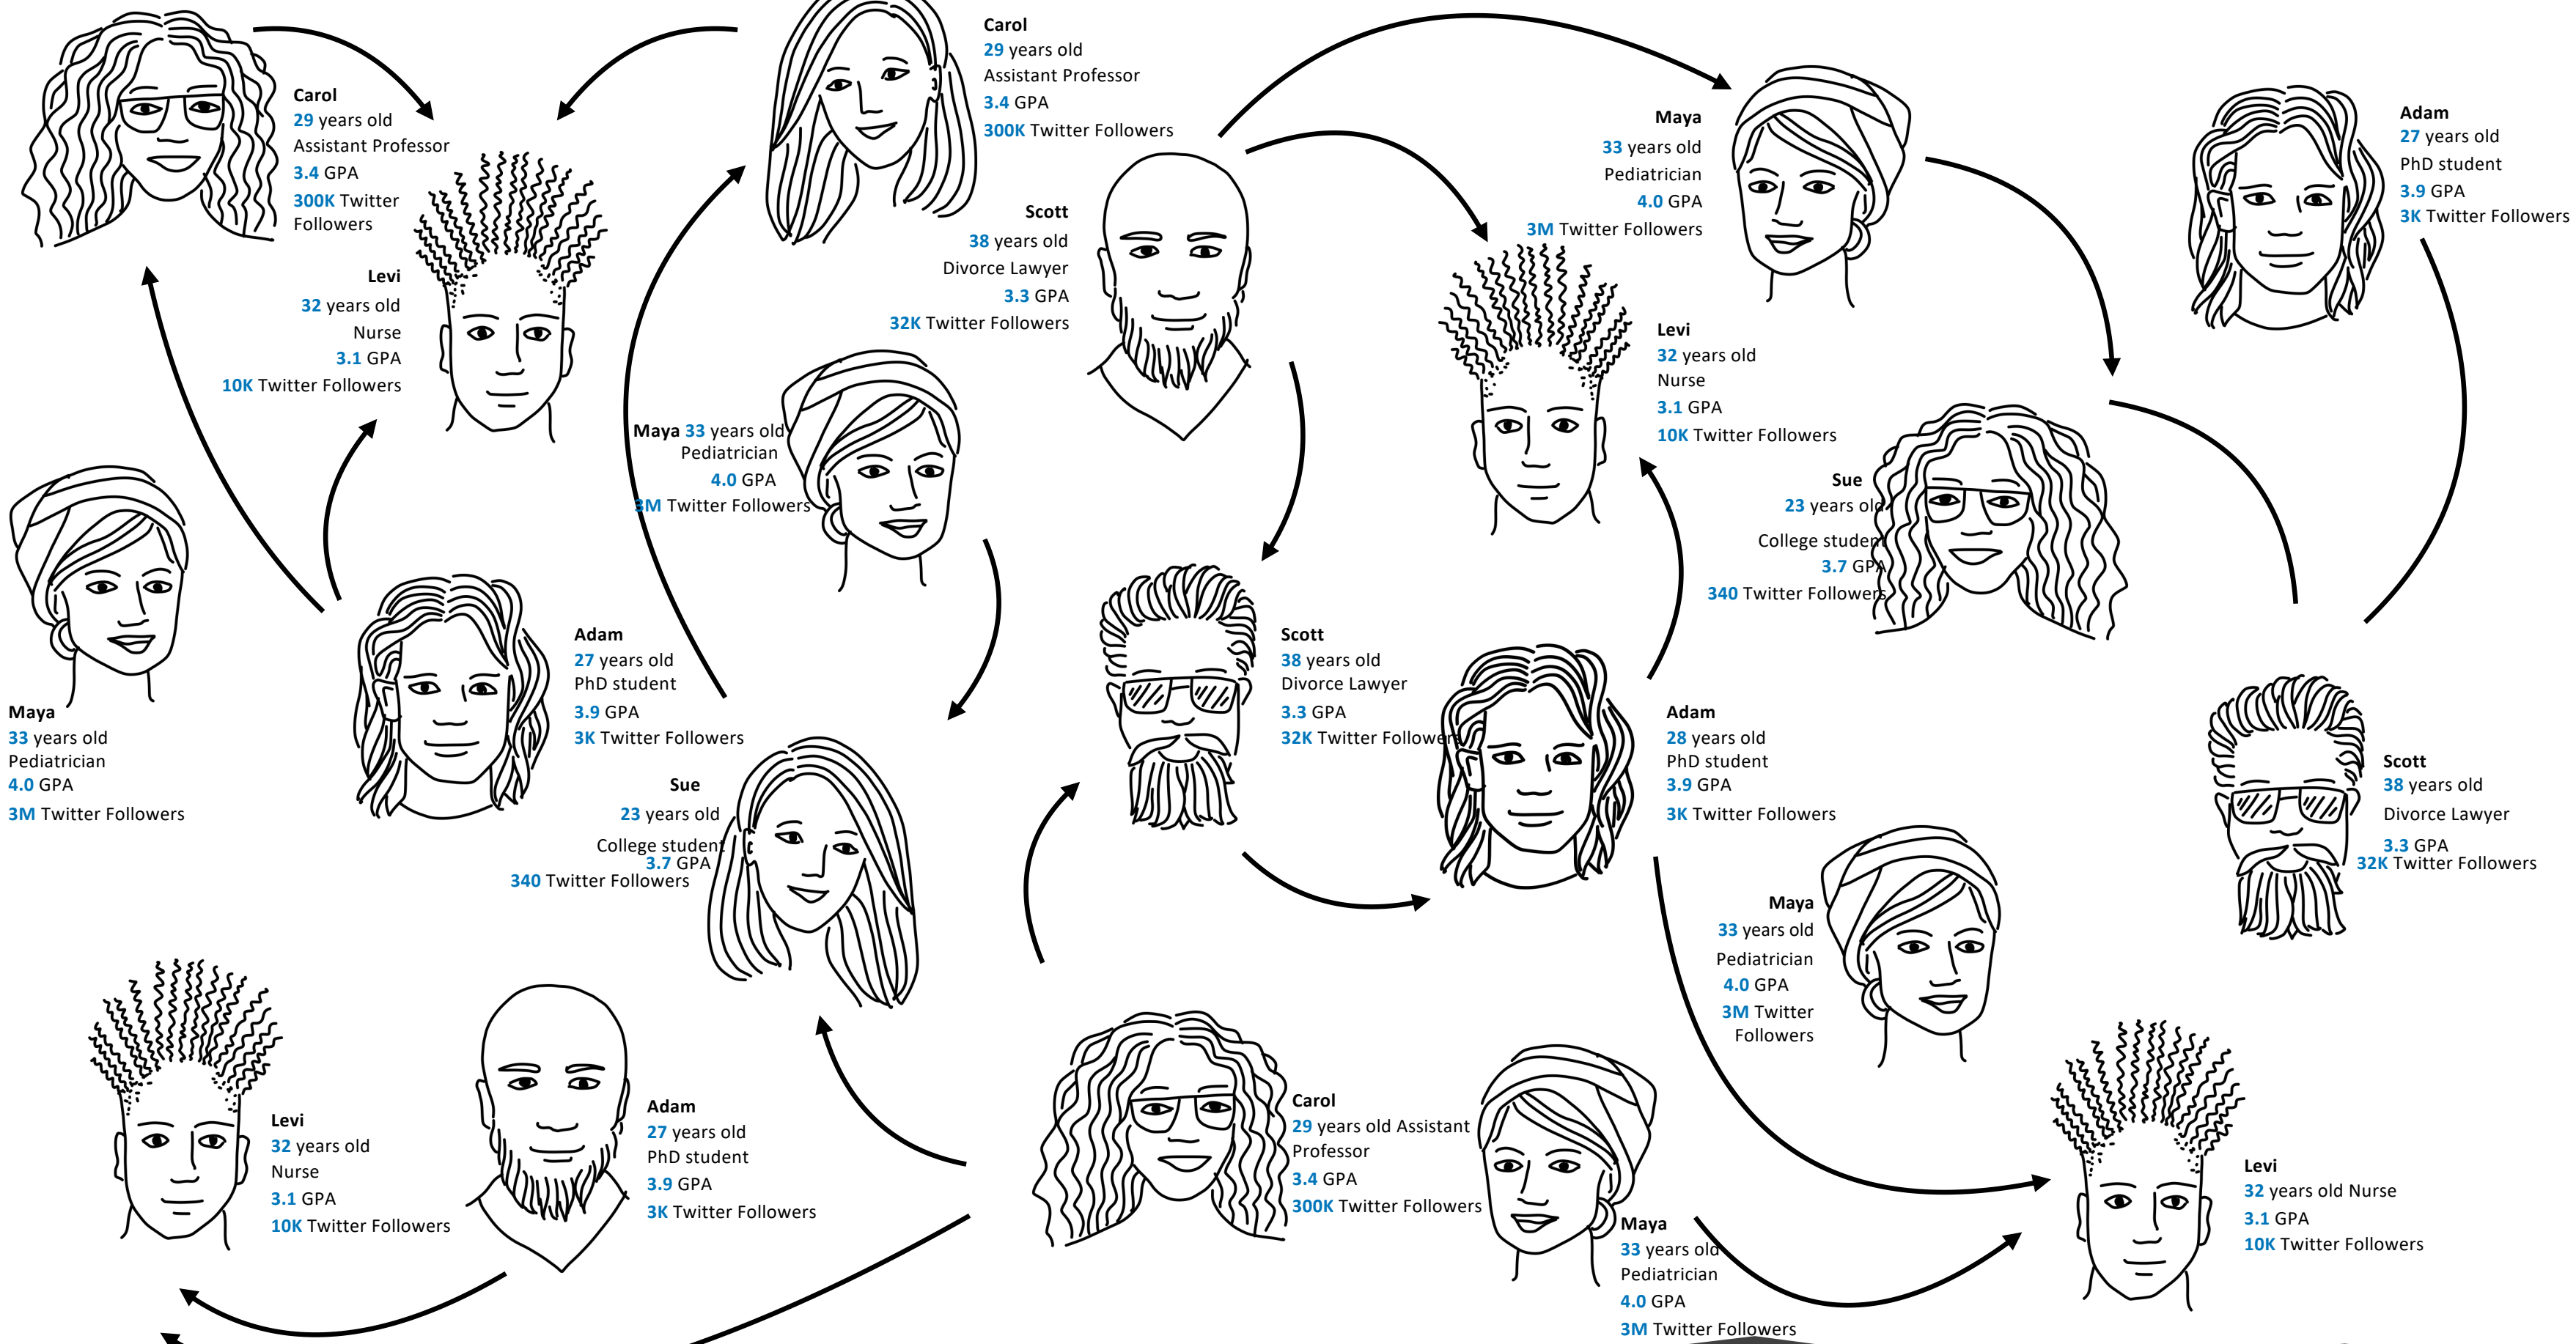 Carol
29 years old
Assistant Professor
3.4 GPA
300K Twitter
Followers
Carol
29 years old
Assistant Professor
3.4 GPA
300K Twitter Followers
Levi
32 years old
Nurse
3.1 GPA
10K Twitter Followers
Scott
38 years old
Divorce Lawyer
3.3 GPA
32K Twitter Followers
Maya
33 years old
Pediatrician
4.0 GPA
3M Twitter Followers
Adam
27 years old
PhD student
3.9 GPA
3K Twitter Followers
Levi
32 years old
Nurse
3.1 GPA
10K Twitter Followers
Maya 33 years old
Pediatrician
4.0 GPA
3M Twitter Followers
Sue
23 years old
College student
3.7 GPA
340 Twitter Followers
Maya
33 years old
Pediatrician
4.0 GPA
3M Twitter Followers
Adam
27 years old
PhD student
3.9 GPA
3K Twitter Followers
Scott
38 years old
Divorce Lawyer
3.3 GPA
32K Twitter Followers
Adam
28 years old
PhD student
3.9 GPA
3K Twitter Followers
Scott
38 years old
Divorce Lawyer
3.3 GPA
32K Twitter Followers
Sue
23 years old
College student
3.7 GPA
340 Twitter Followers
Maya
33 years old
Pediatrician
4.0 GPA
3M Twitter
Followers
Levi
32 years old
Nurse
3.1 GPA
10K Twitter Followers
Adam
27 years old
PhD student
3.9 GPA
3K Twitter Followers
Carol
29 years old Assistant
Professor
3.4 GPA
300K Twitter Followers
Maya
33 years old
Pediatrician
4.0 GPA
3M Twitter Followers
Levi
32 years old Nurse
3.1 GPA
10K Twitter Followers